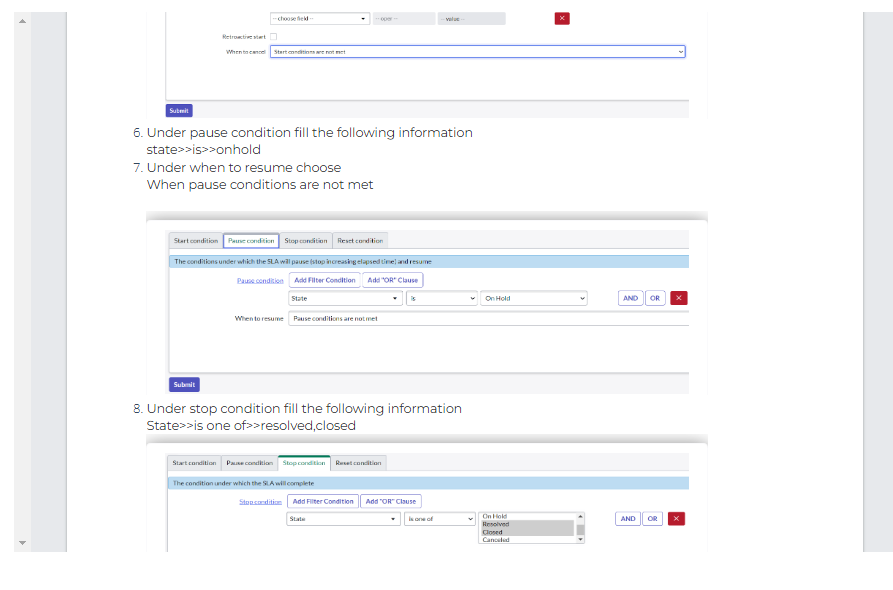 -- choose field --
-- oper --
-- value --
Retroactive start
When to cancel
Start conditions are not met
Submit
6. Under pause condition fill the following information
state>>is>>onhold
7. Under when to resume choose
When pause conditions are not met
Start condition Pause condition Stop condition Reset condition
The conditions under which the SLA will pause (stop increasing elapsed time) and resume
Pause condition Add Filter Condition Add "OR" Clause
State is On Hold AND OR ×
When to resume Pause conditions are not met
Submit
8. Under stop condition fill the following information
State>>is one of>>resolved,closed
Start condition Pause condition Stop condition Reset condition
The condition under which the SLA will complete
Stop condition Add Filter Condition Add "OR" Clause
State is one of On Hold AND OR ×
Resolved
Closed
Canceled